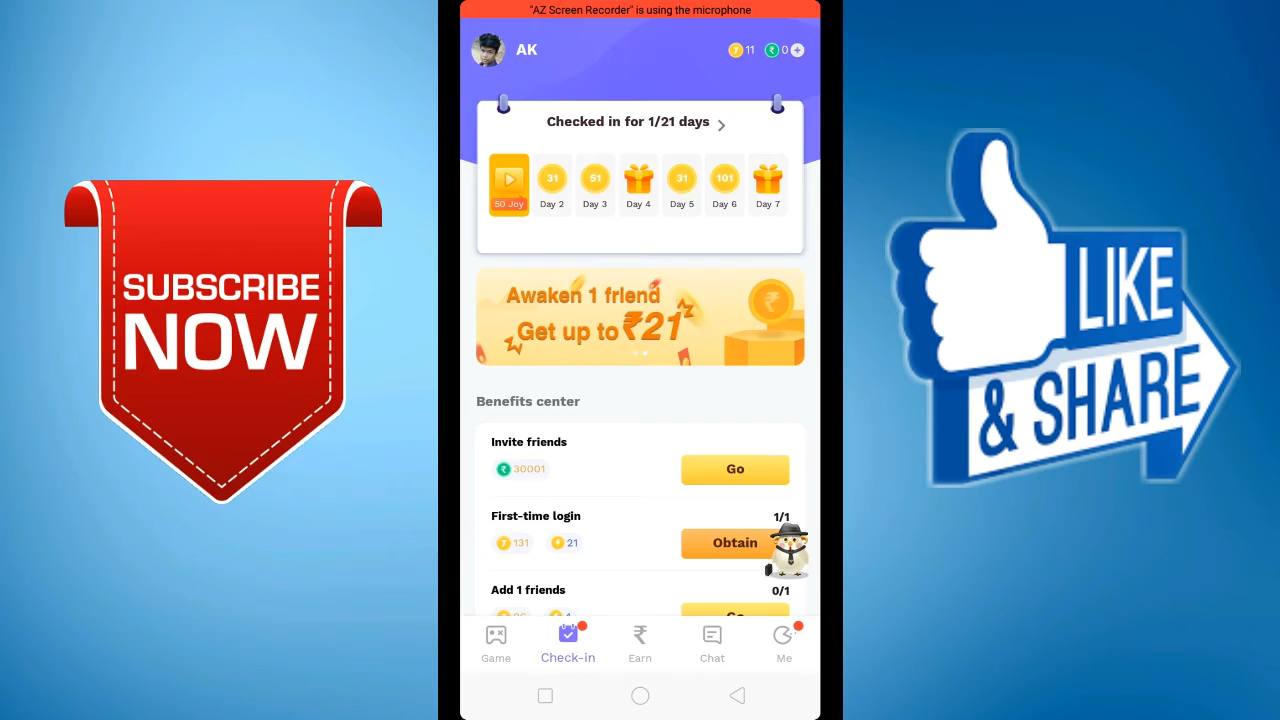 "AZ Screen Recorder" is using the microphone
AK
11
₹ 0 +
Checked in for 1/21 days
31
51
31
101
50 Joy
Day 2
Day 3
Day 4
Day 5
Day 6
Day 7
Awaken 1 friend
Get up to ₹21
₹
Benefits center
Invite friends
₹ 30001
Go
First-time login
1/1
131
21
Obtain
Add 1 friends
0/1
Go
Game
Check-in
₹
Earn
Chat
Me
SUBSCRIBE
NOW
LIKE
& SHARE